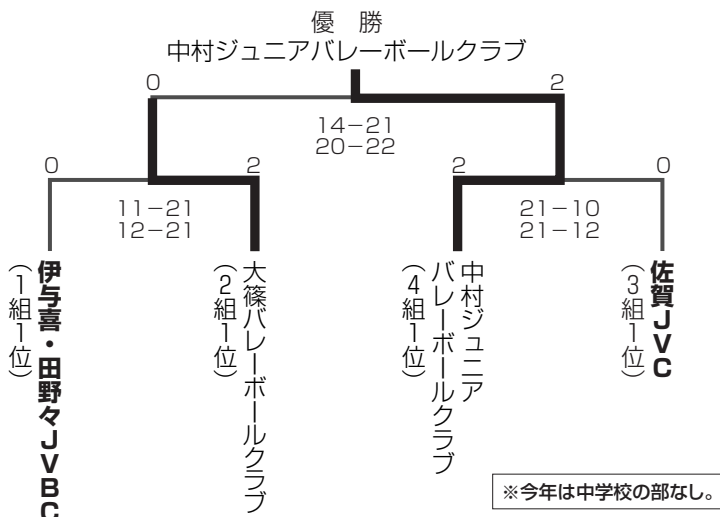 優 勝
中村ジュニアバレーボールクラブ
0
2
14−21
20−22
0
2
2
0
11−21
12−21
21−10
21−12
伊与喜・田野々JVBC
(1組1位)
大篠バレーボールクラブ
(2組1位)
中村ジュニア
バレーボールクラブ
(4組1位)
佐賀JVC
(3組1位)
※今年は中学校の部なし。